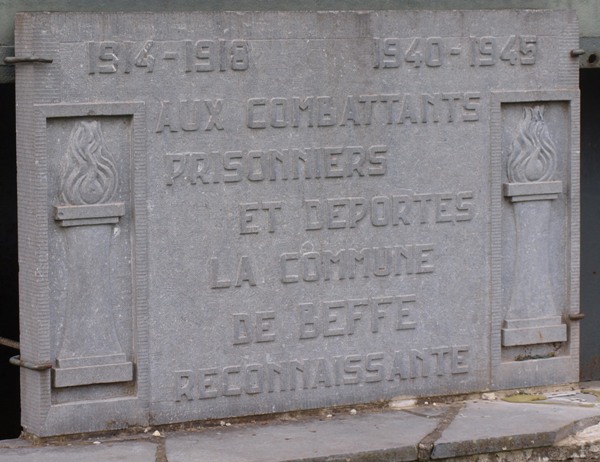 1914-1918 1940-1945
AUX COMBATTANTS
PRISONNIERS
ET DEPORTES
LA COMMUNE
DE BEFFE
RECONNAISSANTE